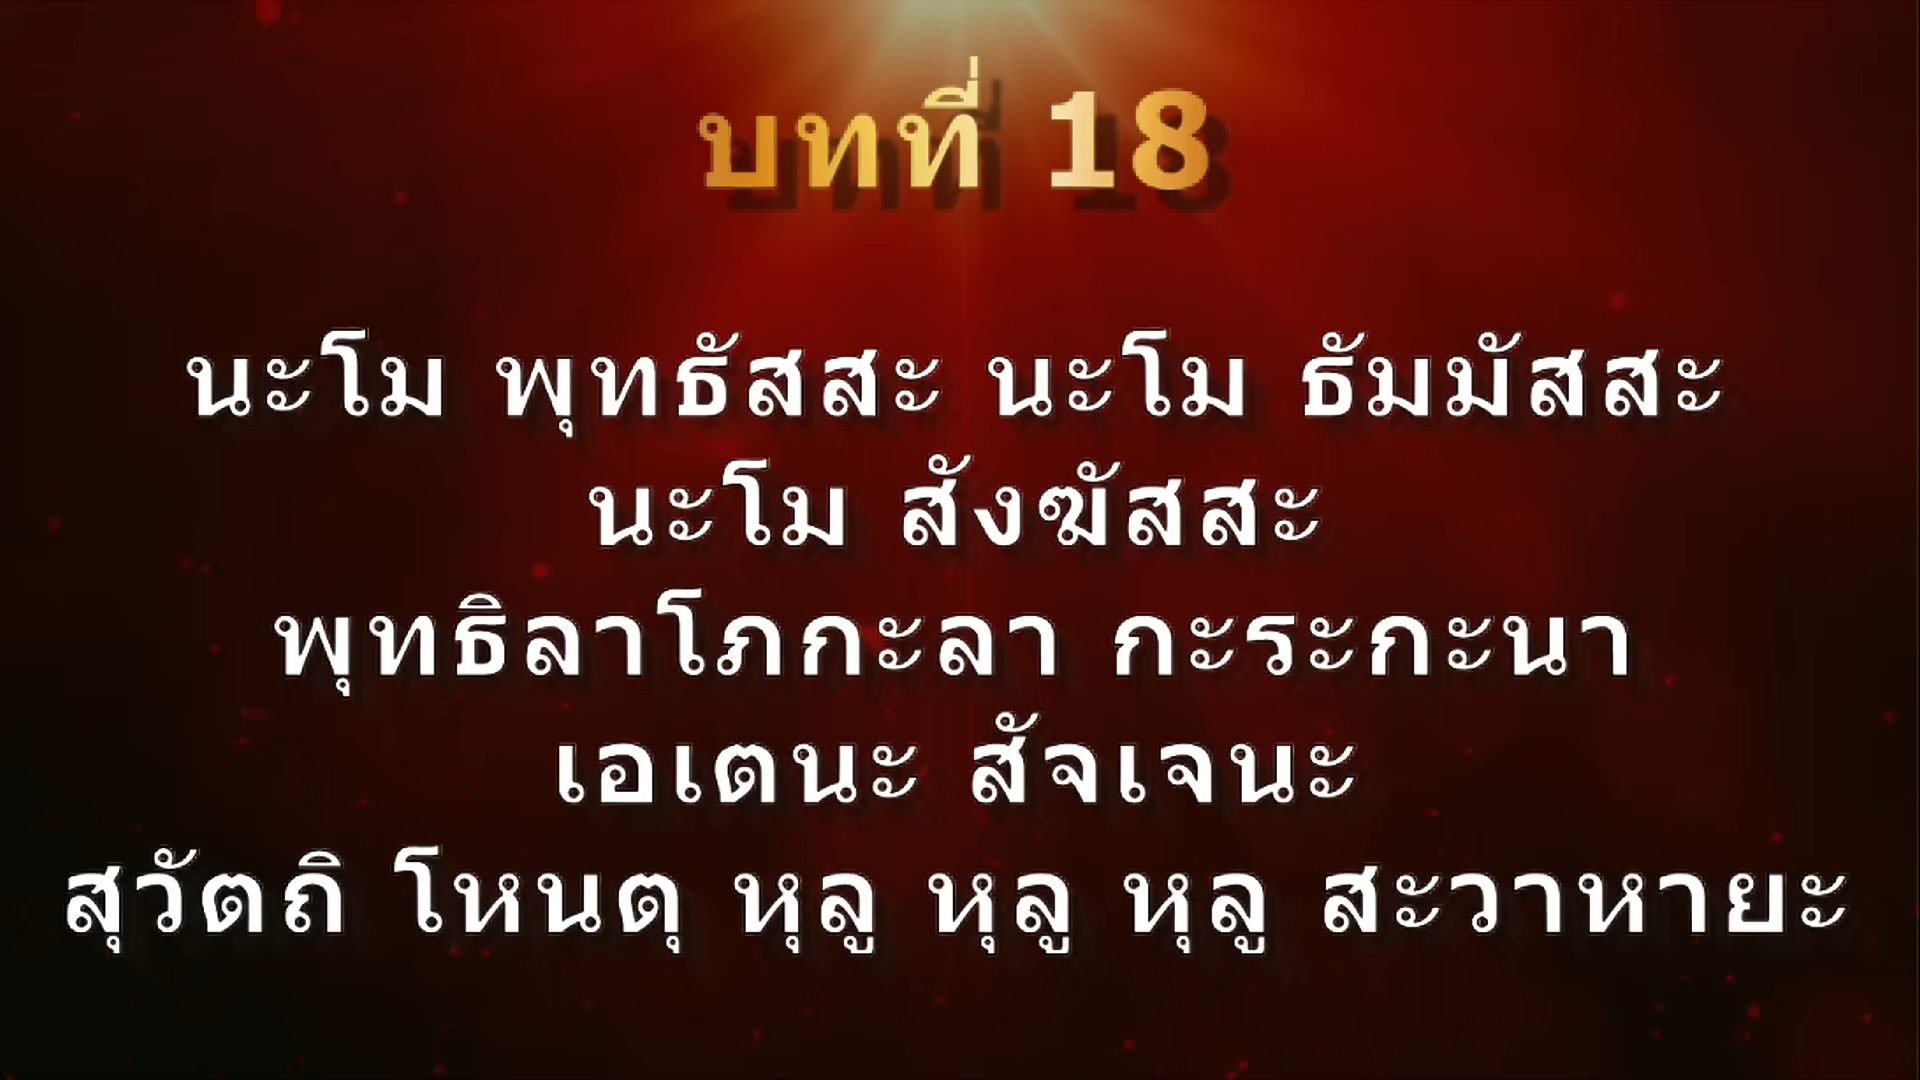 บทที่ 18
นะโม พุทธัสสะ นะโม ธัมมัสสะ
นะโม สังฆัสสะ
พุทธิลาโภกะลา กะระกะนา
เอเตนะ สัจเจนะ
สุวัตถิ โหนตุ หุลู หุลู หุลู สะวาหายะ